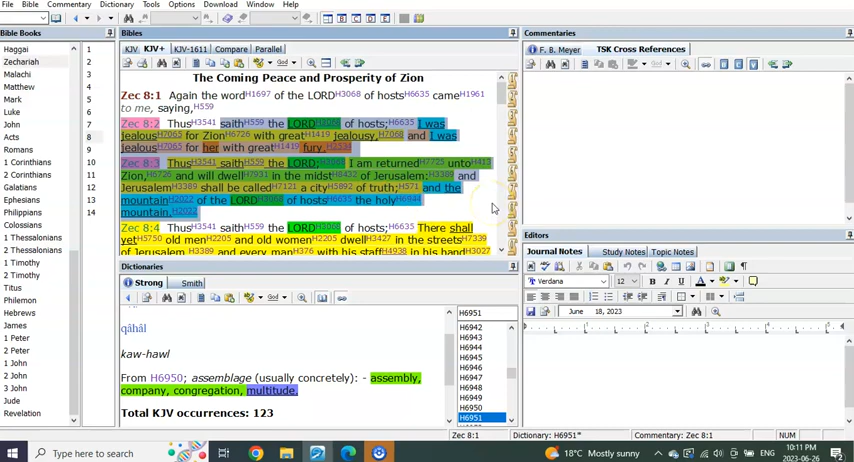 File Bible Commentary Dictionary Tools Options Download Window Help
B C D E
Bible Books
Haggai
Zechariah
Malachi
Matthew
Mark
Luke
John
Acts
Romans
1 Corinthians
2 Corinthians
Galatians
Ephesians
Philippians
Colossians
1 Thessalonians
2 Thessalonians
1 Timothy
2 Timothy
Titus
Philemon
Hebrews
James
1 Peter
2 Peter
1 John
2 John
3 John
Jude
Revelation
1
2
3
4
5
6
7
8
9
10
11
12
13
14
Bibles
KJV KJV+ KJV-1611 Compare Parallel
God
The Coming Peace and Prosperity of Zion
Zec 8:1 Again the wordH1697 of the LORDH3068 of hostsH6635 cameH1961
to me, saying,H559
Zec 8:2 ThusH3541 saithH559 the LORDH3068 of hosts;H6635 I was
jealousH7065 for ZionH6726 with greatH1419 jealousy,H7068 and I was
jealousH7065 for her with greatH1419 fury.H2534
Zec 8:3 ThusH3541 saithH559 the LORD;H3068 I am returnedH7725 unto
Zion,H6726 and will dwellH7931 in the midstH8432 of Jerusalem:H3389 and
JerusalemH3389 shall be calledH7121 a cityH5892 of truth;H571 and the
mountainH2022 of the LORDH3068 of hostsH6635 the holyH6944
mountain.H2022
Zec 8:4 ThusH3541 saithH559 the LORDH3068 of hosts;H6635 There shall
yetH5750 old menH2205 and old womenH2205 dwellH3427 in the streetsH7339
of JerusalemH3389 and every manH376 with his staffH4938 in his handH3027
Dictionaries
Strong Smith
God
qâhâl
kaw-hawl
From H6950; assemblage (usually concretely): - assembly,
company, congregation, multitude.
Total KJV occurrences: 123
H6951
H6942
H6943
H6944
H6945
H6946
H6947
H6948
H6949
H6950
H6951
Commentaries
F. B. Meyer TSK Cross References
Editors
Journal Notes Study Notes Topic Notes
Verdana 12 B I U A
June 18, 2023
1 2 3 4 5
Zec 8:1 Dictionary: H6951" Commentary: Zec 8:1 NUM
Type here to search
18°C Mostly sunny
ENG
10:11 PM
2023-06-26
2